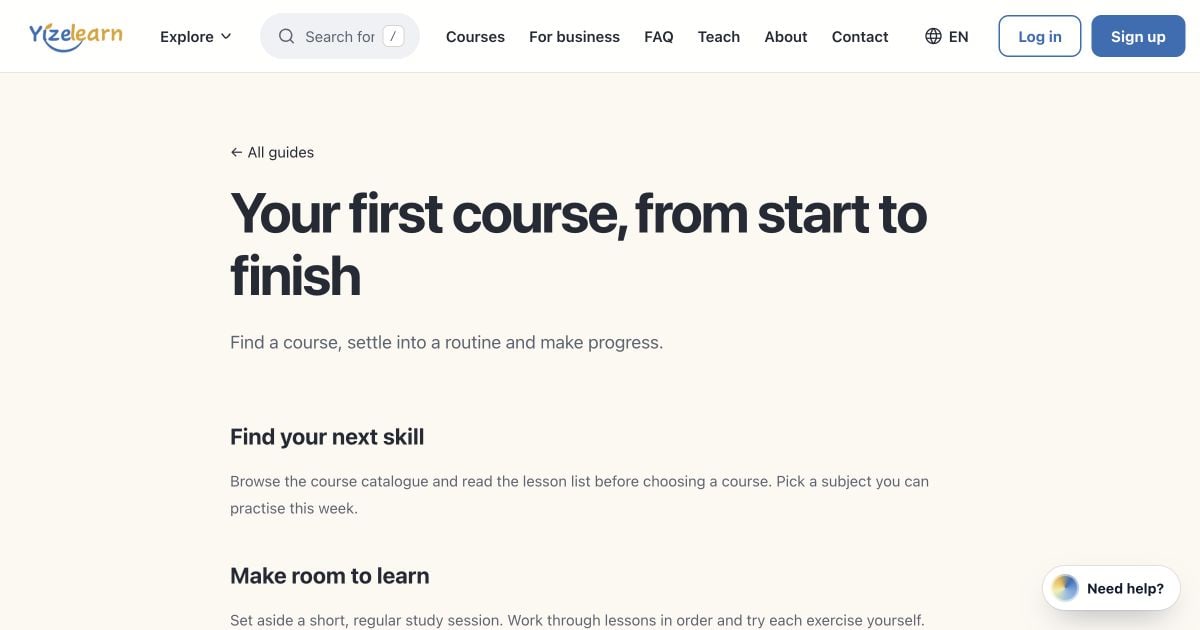 Yizelearn
Explore
Search for /
Courses
For business
FAQ
Teach
About
Contact
EN
Log in
Sign up
← All guides
Your first course, from start to
finish
Find a course, settle into a routine and make progress.
Find your next skill
Browse the course catalogue and read the lesson list before choosing a course. Pick a subject you can
practise this week.
Make room to learn
Set aside a short, regular study session. Work through lessons in order and try each exercise yourself.
Need help?